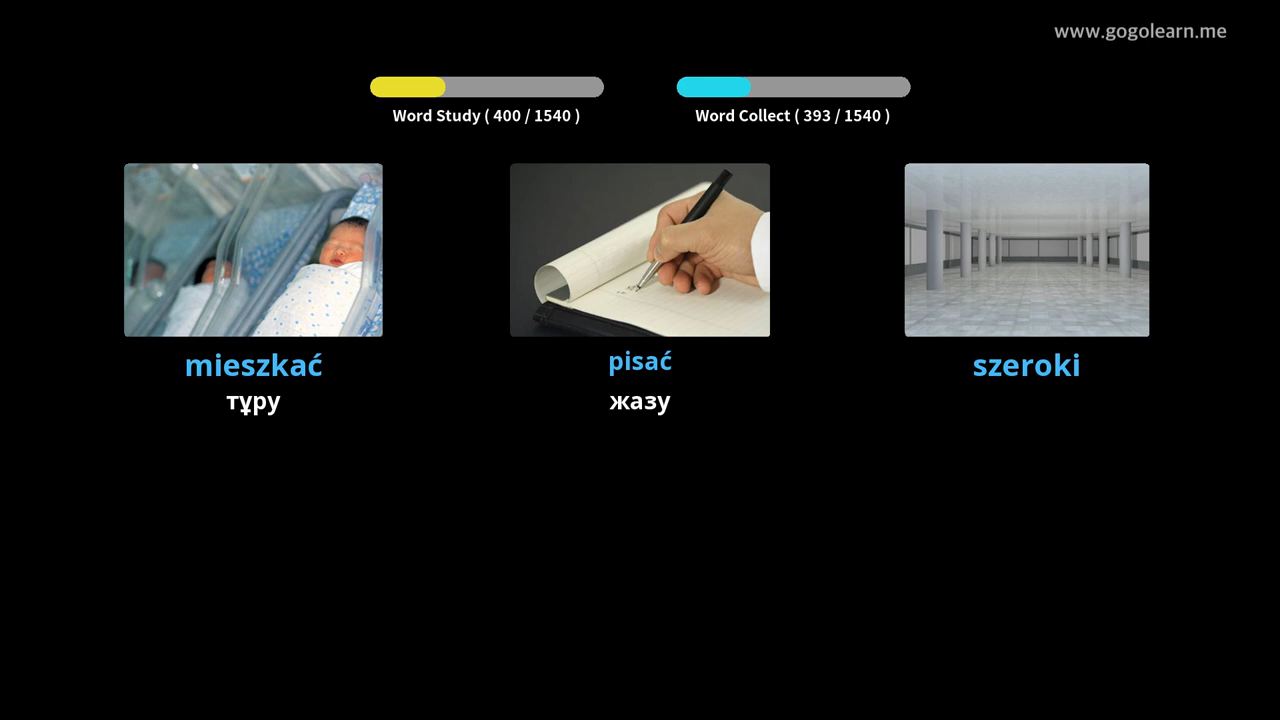 www.gogolearn.me
Word Study ( 400 / 1540 )
Word Collect ( 393 / 1540 )
mieszkać
тұру
pisać
жазу
szeroki